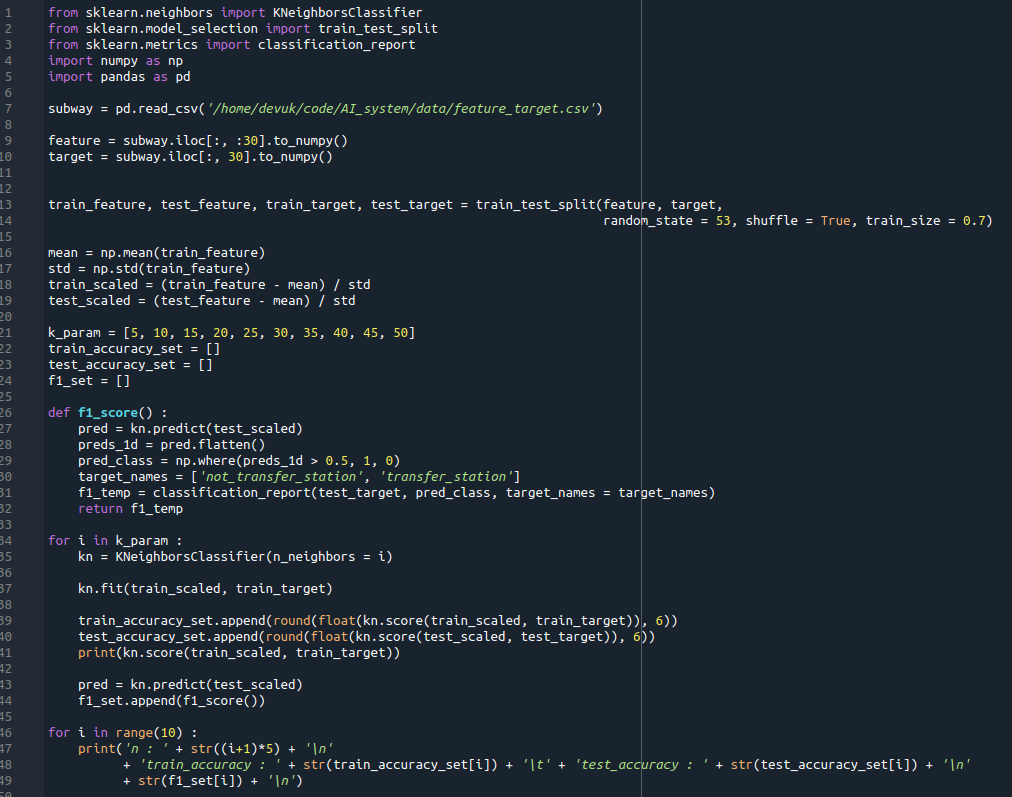 1 from sklearn.neighbors import KNeighborsClassifier
2 from sklearn.model_selection import train_test_split
3 from sklearn.metrics import classification_report
4 import numpy as np
5 import pandas as pd
6
7 subway = pd.read_csv('/home/devuk/code/AI_system/data/feature_target.csv')
8
9 feature = subway.iloc[:, :30].to_numpy()
10 target = subway.iloc[:, 30].to_numpy()
11
12
13 train_feature, test_feature, train_target, test_target = train_test_split(feature, target,
14 random_state = 53, shuffle = True, train_size = 0.7)
15
16 mean = np.mean(train_feature)
17 std = np.std(train_feature)
18 train_scaled = (train_feature - mean) / std
19 test_scaled = (test_feature - mean) / std
20
21 k_param = [5, 10, 15, 20, 25, 30, 35, 40, 45, 50]
22 train_accuracy_set = []
23 test_accuracy_set = []
24 f1_set = []
25
26 def f1_score() :
27     pred = kn.predict(test_scaled)
28     preds_1d = pred.flatten()
29     pred_class = np.where(preds_1d > 0.5, 1, 0)
30     target_names = ['not_transfer_station', 'transfer_station']
31     f1_temp = classification_report(test_target, pred_class, target_names = target_names)
32     return f1_temp
33
34 for i in k_param :
35     kn = KNeighborsClassifier(n_neighbors = i)
36
37     kn.fit(train_scaled, train_target)
38
39     train_accuracy_set.append(round(float(kn.score(train_scaled, train_target)), 6))
40     test_accuracy_set.append(round(float(kn.score(test_scaled, test_target)), 6))
41     print(kn.score(train_scaled, train_target))
42
43     pred = kn.predict(test_scaled)
44     f1_set.append(f1_score())
45
46 for i in range(10) :
47     print('n : ' + str((i+1)*5) + '\n'
48           + 'train_accuracy : ' + str(train_accuracy_set[i]) + '\t' + 'test_accuracy : ' + str(test_accuracy_set[i]) + '\n'
49           + str(f1_set[i]) + '\n')
50